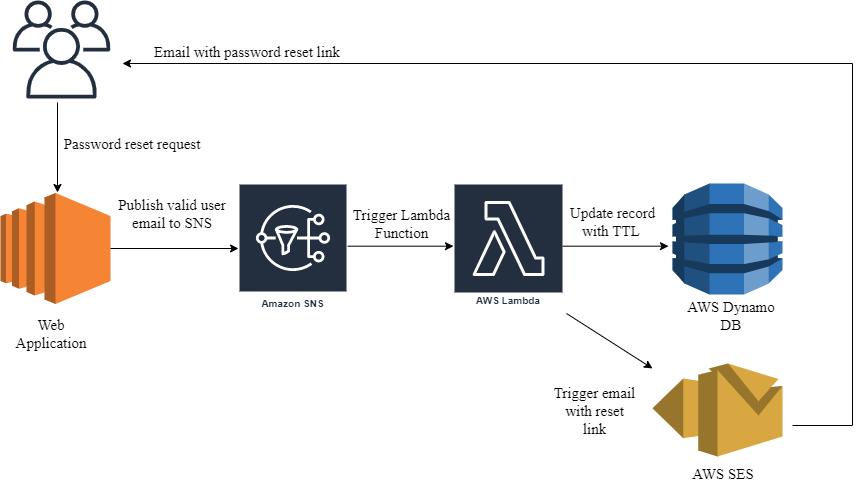 Email with password reset link
Password reset request
Publish valid user
email to SNS
Trigger Lambda
Function
Update record
with TTL
Amazon SNS
AWS Lambda
AWS Dynamo
DB
Web
Application
Trigger email
with reset
link
AWS SES